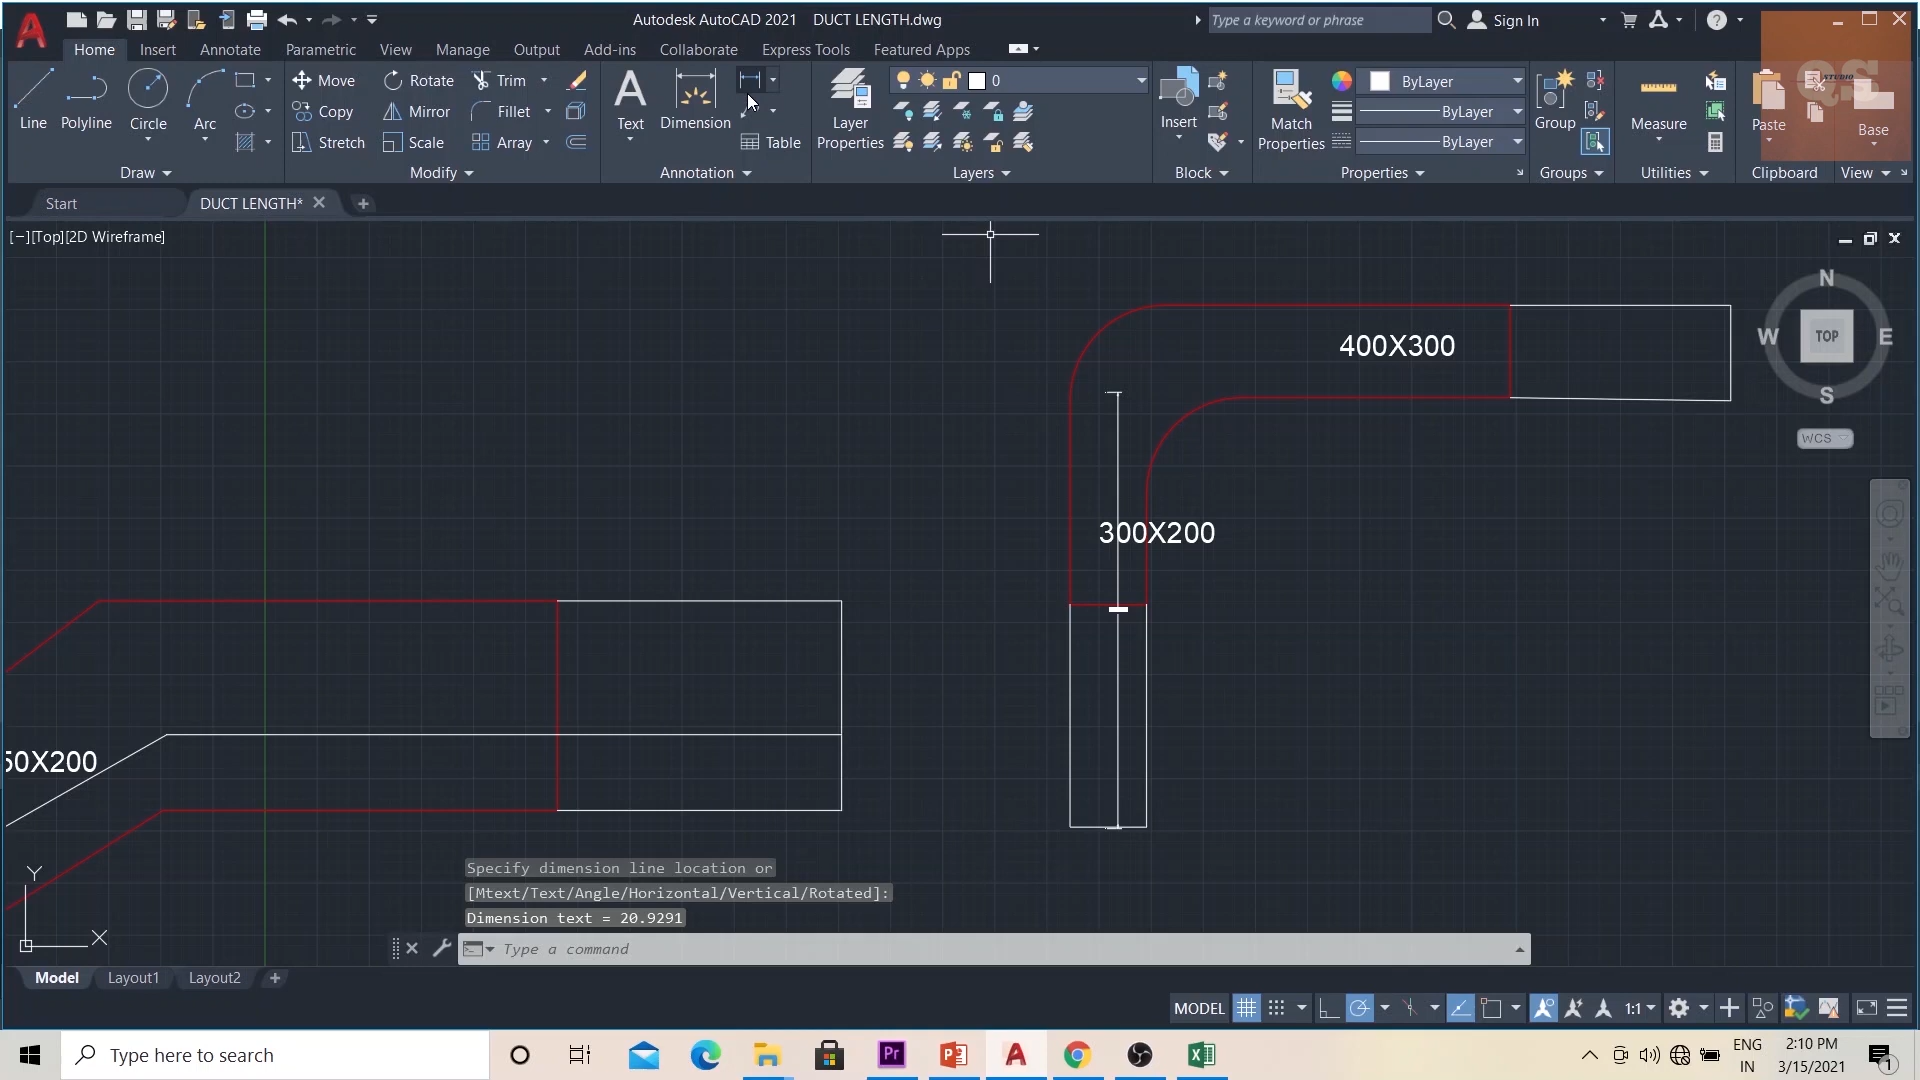 Autodesk AutoCAD 2021 DUCT LENGTH.dwg
Type a keyword or phrase
Sign In
Home Insert Annotate Parametric View Manage Output Add-ins Collaborate Express Tools Featured Apps
Line Polyline Circle Arc
Move Rotate Trim
Copy Mirror Fillet
Stretch Scale Array
Text Dimension Table
Layer Properties
0
Insert
Match Properties
ByLayer
ByLayer
ByLayer
Group
Measure
Paste
Base
QS
STUDIO
Draw Modify Annotation Layers Block Properties Groups Utilities Clipboard View
Start DUCT LENGTH*
[−][Top][2D Wireframe]
N
W TOP E
S
WCS
400X300
300X200
50X200
Y
X
Specify dimension line location or
[Mtext/Text/Angle/Horizontal/Vertical/Rotated]:
Dimension text = 20.9291
Type a command
Model Layout1 Layout2
MODEL 1:1
Type here to search
Pr
ENG
IN
2:10 PM
3/15/2021
1